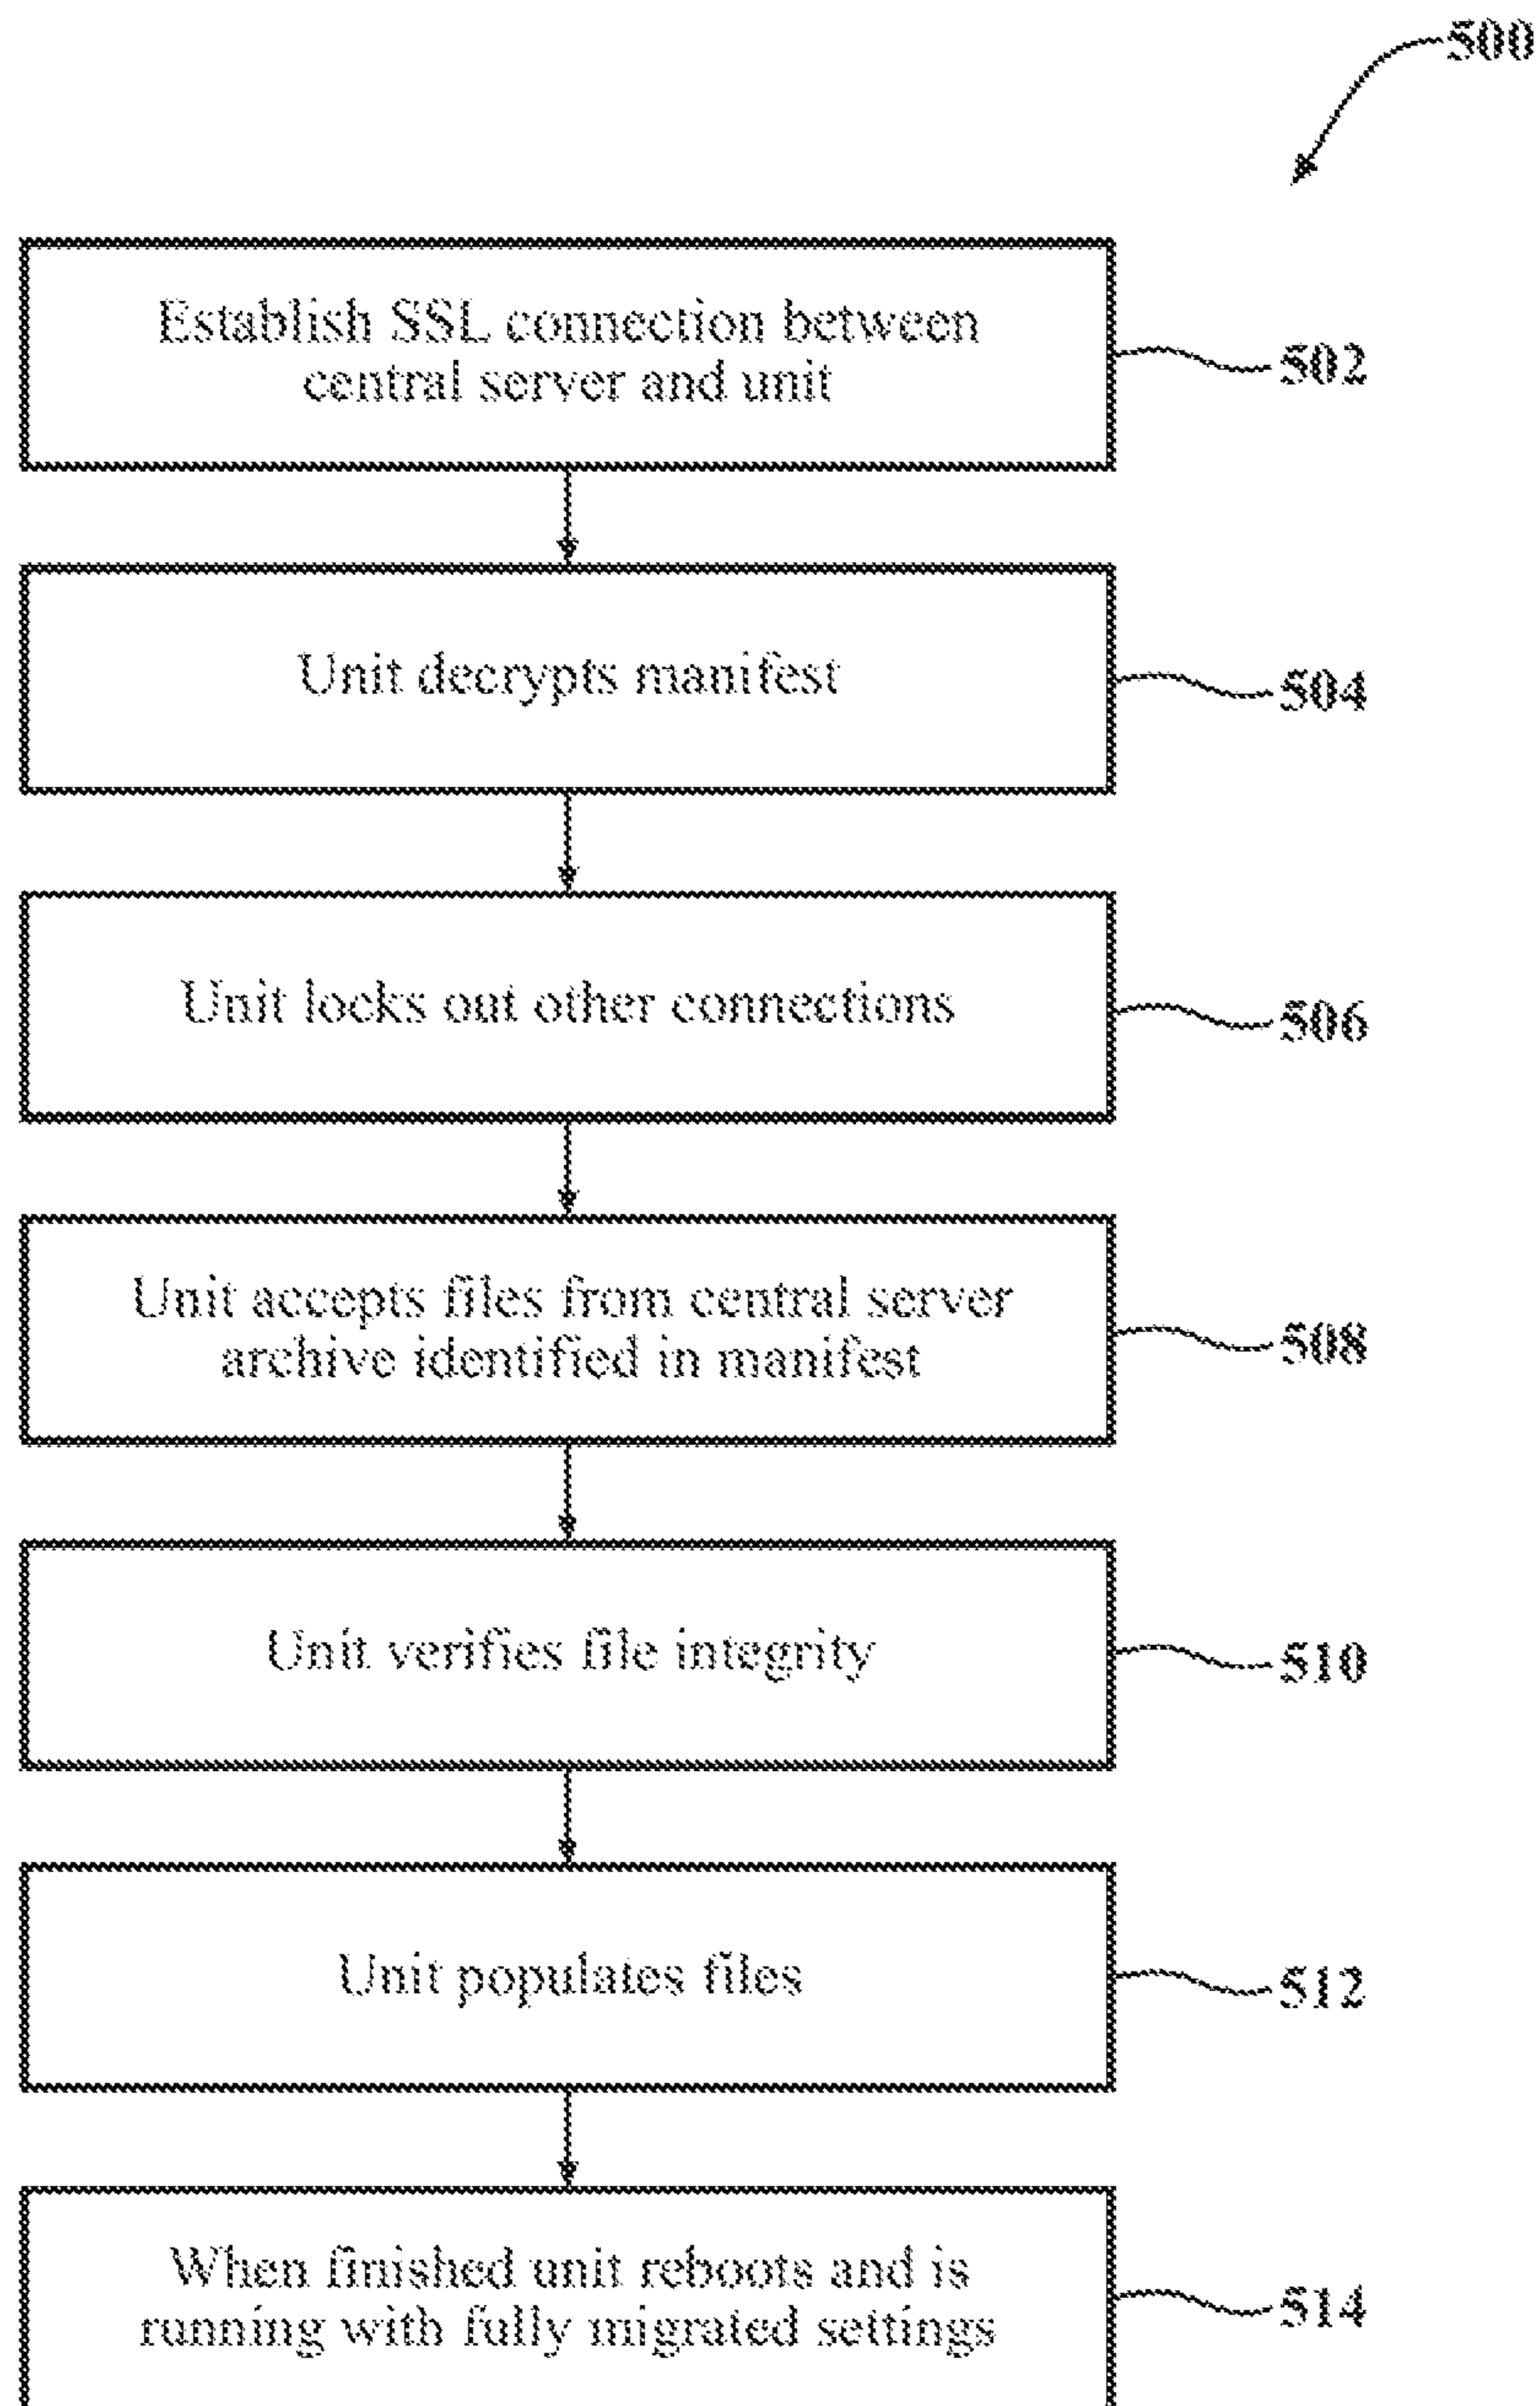 500
Establish SSL connection between
central server and unit
502
Unit decrypts manifest
504
Unit locks out other connections
506
Unit accepts files from central server
archive identified in manifest
508
Unit verifies file integrity
510
Unit populates files
512
When finished unit reboots and is
running with fully migrated settings
514